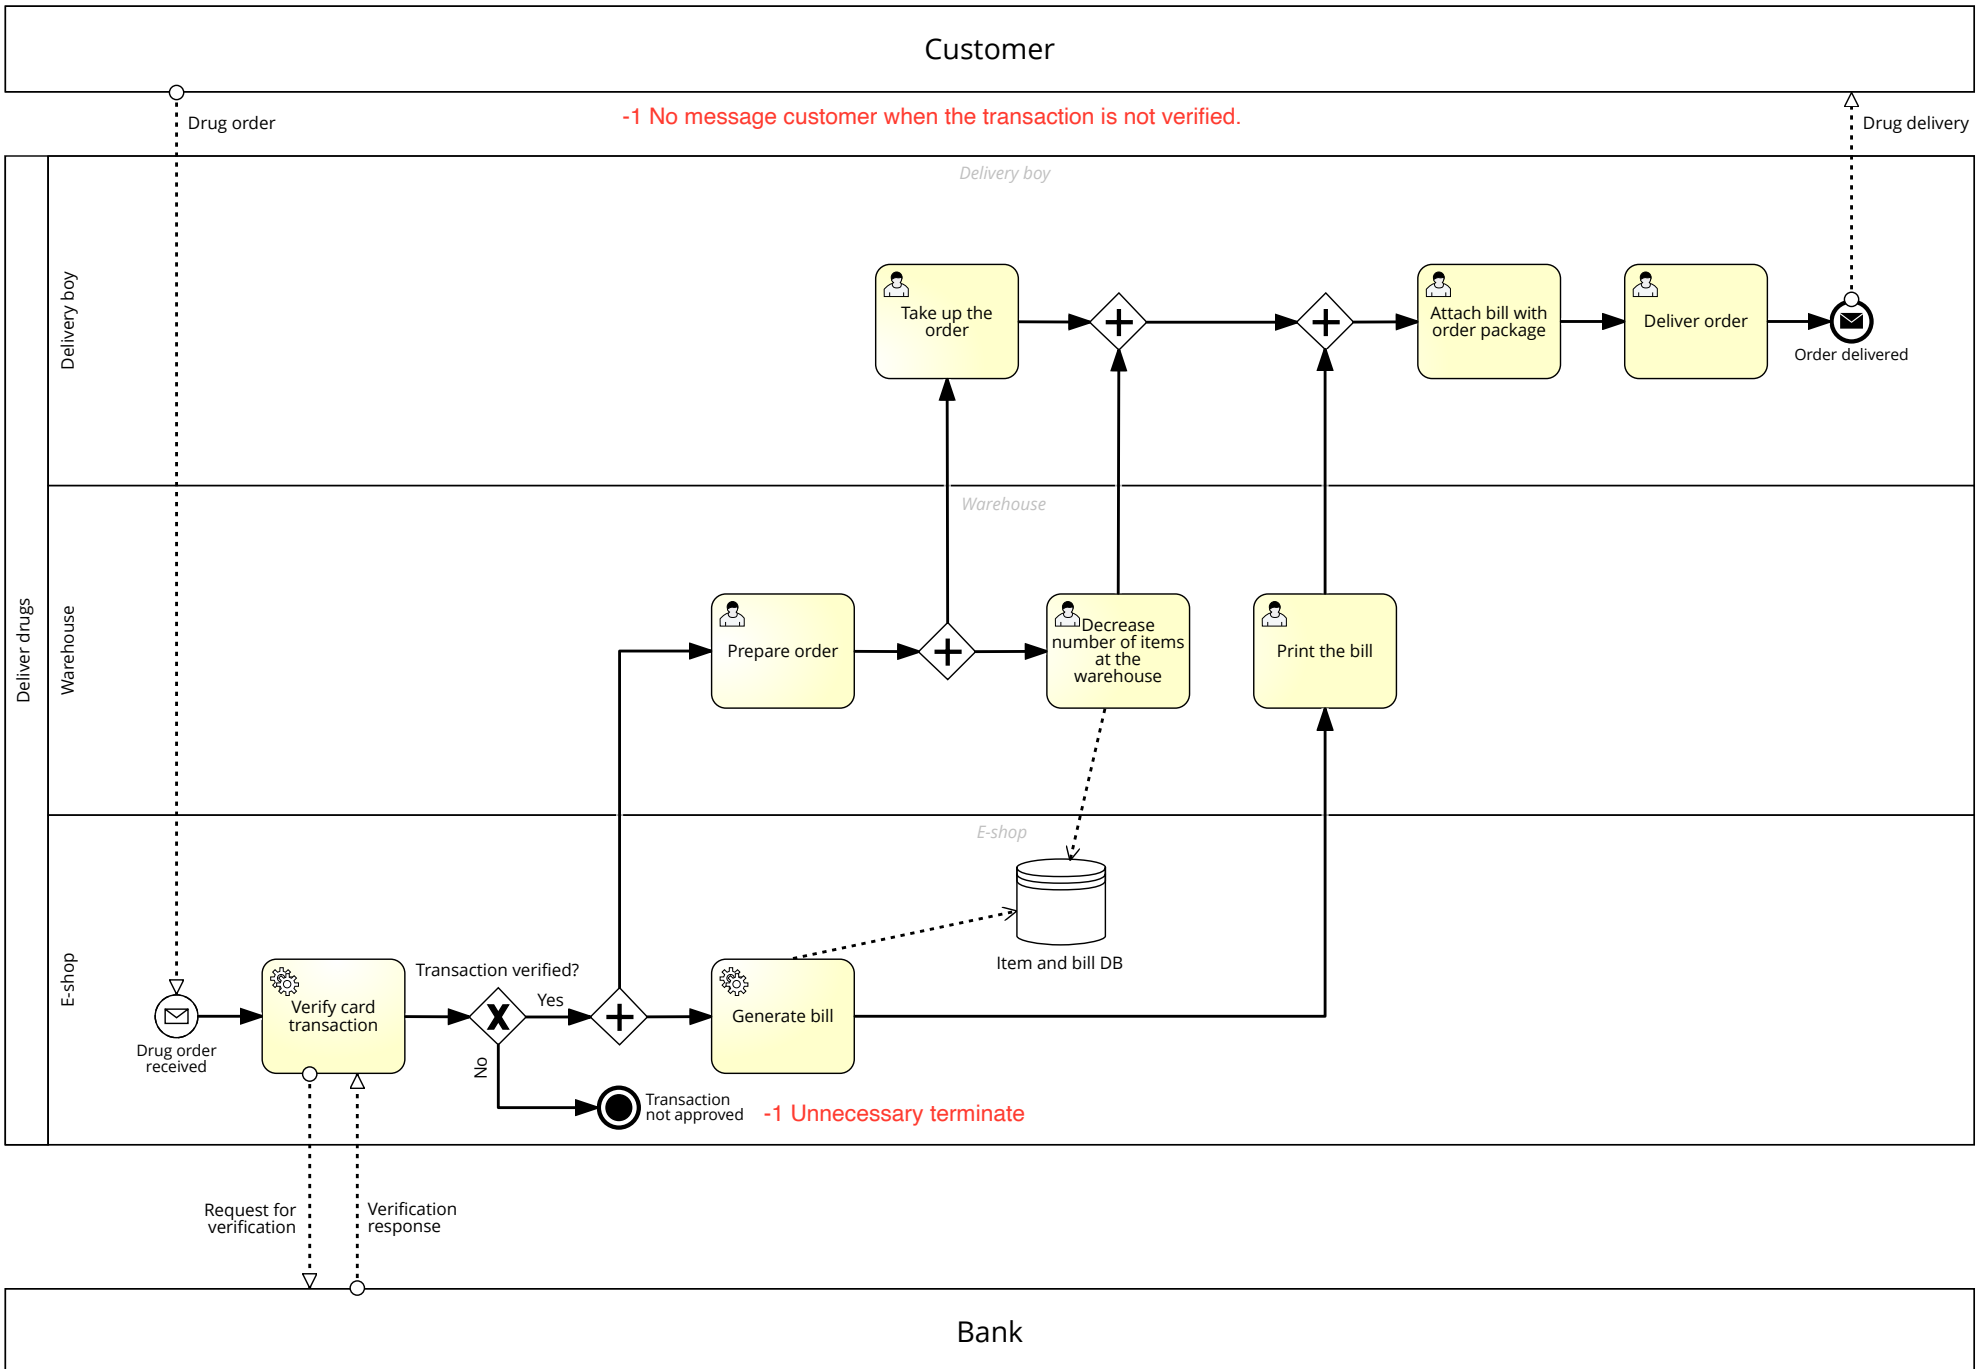 Customer
Drug order
-1 No message customer when the transaction is not verified.
Drug delivery
Deliver drugs
Delivery boy
Delivery boy
Take up the
order
Attach bill with
order package
Deliver order
Order delivered
Warehouse
Warehouse
Prepare order
Decrease
number of items
at the
warehouse
Print the bill
E-shop
E-shop
Item and bill DB
Drug order
received
Verify card
transaction
Transaction verified?
X
Yes
No
Generate bill
Transaction
not approved
-1 Unnecessary terminate
Request for
verification
Verification
response
Bank